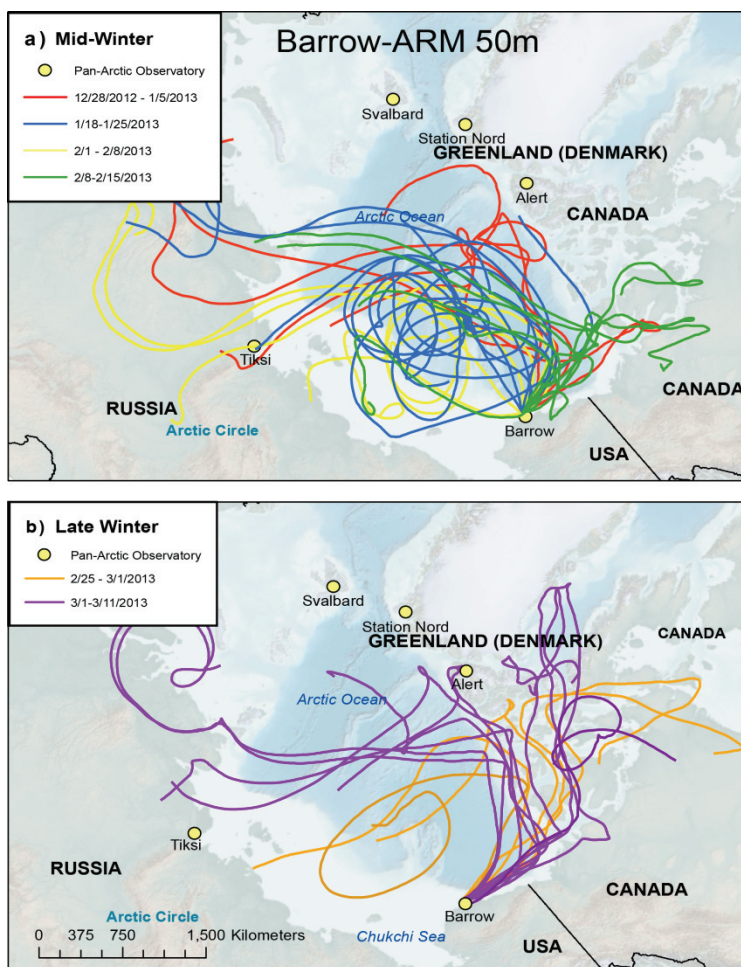 a) Mid-Winter
Barrow-ARM 50m
Pan-Arctic Observatory
12/28/2012 - 1/5/2013
1/18-1/25/2013
2/1 - 2/8/2013
2/8-2/15/2013
Svalbard
Station Nord
GREENLAND (DENMARK)
Alert
CANADA
Arctic Ocean
Tiksi
CANADA
RUSSIA
Arctic Circle
Barrow
USA
b) Late Winter
Pan-Arctic Observatory
2/25 - 3/1/2013
3/1-3/11/2013
Svalbard
Station Nord
GREENLAND (DENMARK)
CANADA
Alert
Arctic Ocean
Tiksi
RUSSIA
CANADA
Barrow
Arctic Circle
USA
Chukchi Sea
0 375 750 1,500 Kilometers